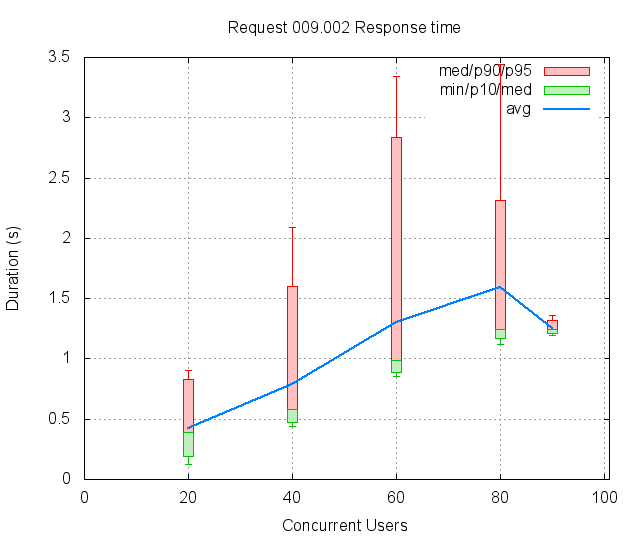 Request 009.002 Response time
3.5
3
2.5
2
1.5
1
0.5
0
Duration (s)
med/p90/p95
min/p10/med
avg
0 20 40 60 80 100
Concurrent Users